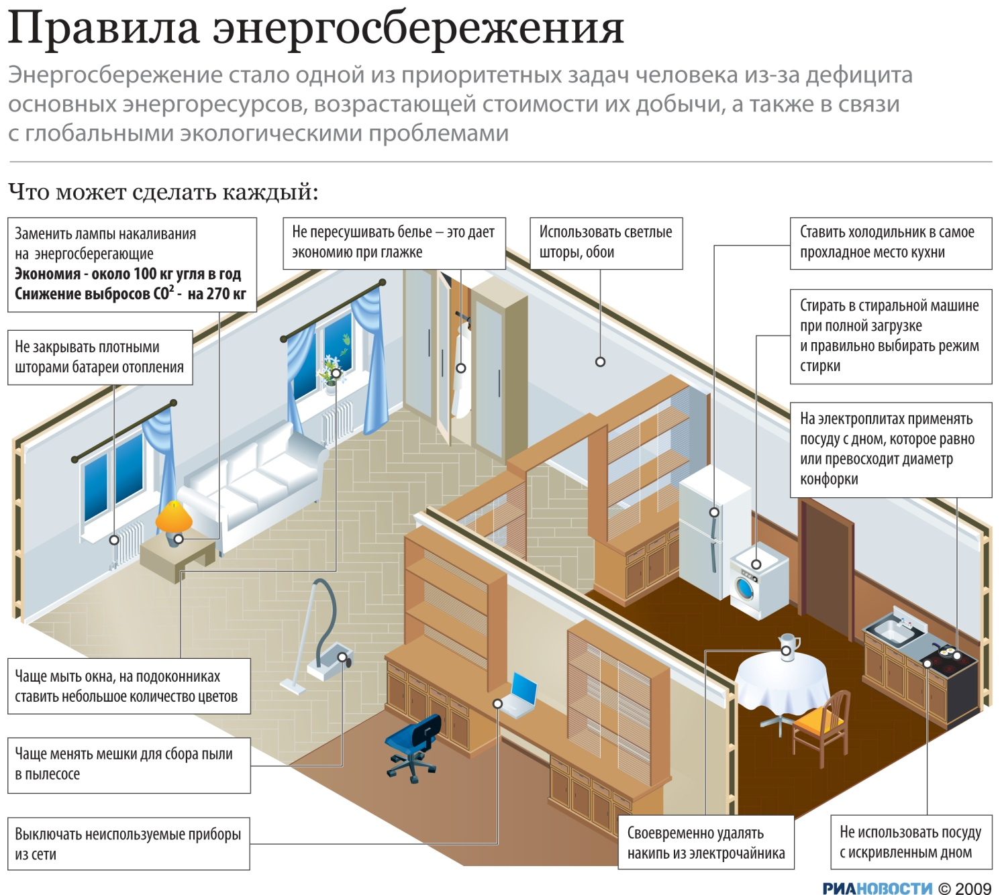 Правила энергосбережения
Энергосбережение стало одной из приоритетных задач человека из-за дефицита
основных энергоресурсов, возрастающей стоимости их добычи, а также в связи
с глобальными экологическими проблемами
Что может сделать каждый:
Заменить лампы накаливания
на энергосберегающие
Экономия - около 100 кг угля в год
Снижение выбросов CO² - на 270 кг
Не пересушивать белье – это дает
экономию при глажке
Использовать светлые
шторы, обои
Ставить холодильник в самое
прохладное место кухни
Стирать в стиральной машине
при полной загрузке
и правильно выбирать режим
стирки
Не закрывать плотными
шторами батареи отопления
На электроплитах применять
посуду с дном, которое равно
или превосходит диаметр
конфорки
Чаще мыть окна, на подоконниках
ставить небольшое количество цветов
Чаще менять мешки для сбора пыли
в пылесосе
Выключать неиспользуемые приборы
из сети
Своевременно удалять
накипь из электрочайника
Не использовать посуду
с искривленным дном
РИАНОВОСТИ © 2009